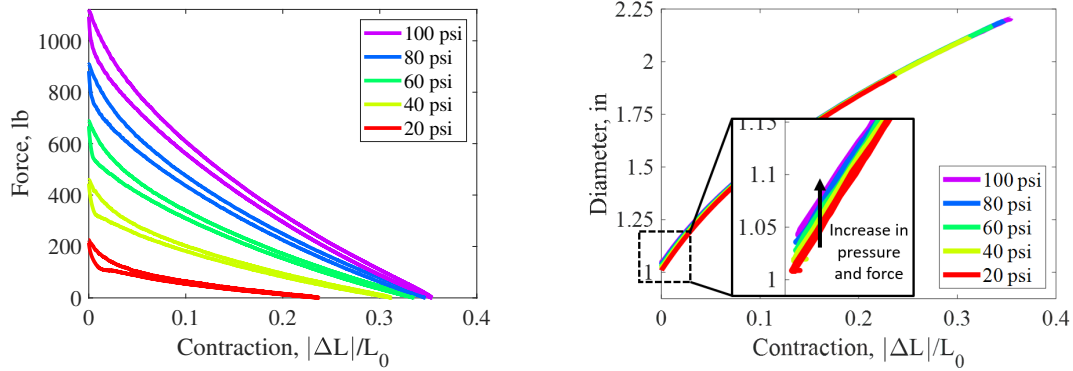 1000
800
600
400
200
0
Force, lb
0
0.1
0.2
0.3
0.4
Contraction, |ΔL|/L₀
100 psi
80 psi
60 psi
40 psi
20 psi
2.25
2
1.75
1.5
1.25
1
Diameter, in
0
0.1
0.2
0.3
0.4
Contraction, |ΔL|/L₀
1.15
1.1
1.05
1
Increase in
pressure
and force
100 psi
80 psi
60 psi
40 psi
20 psi